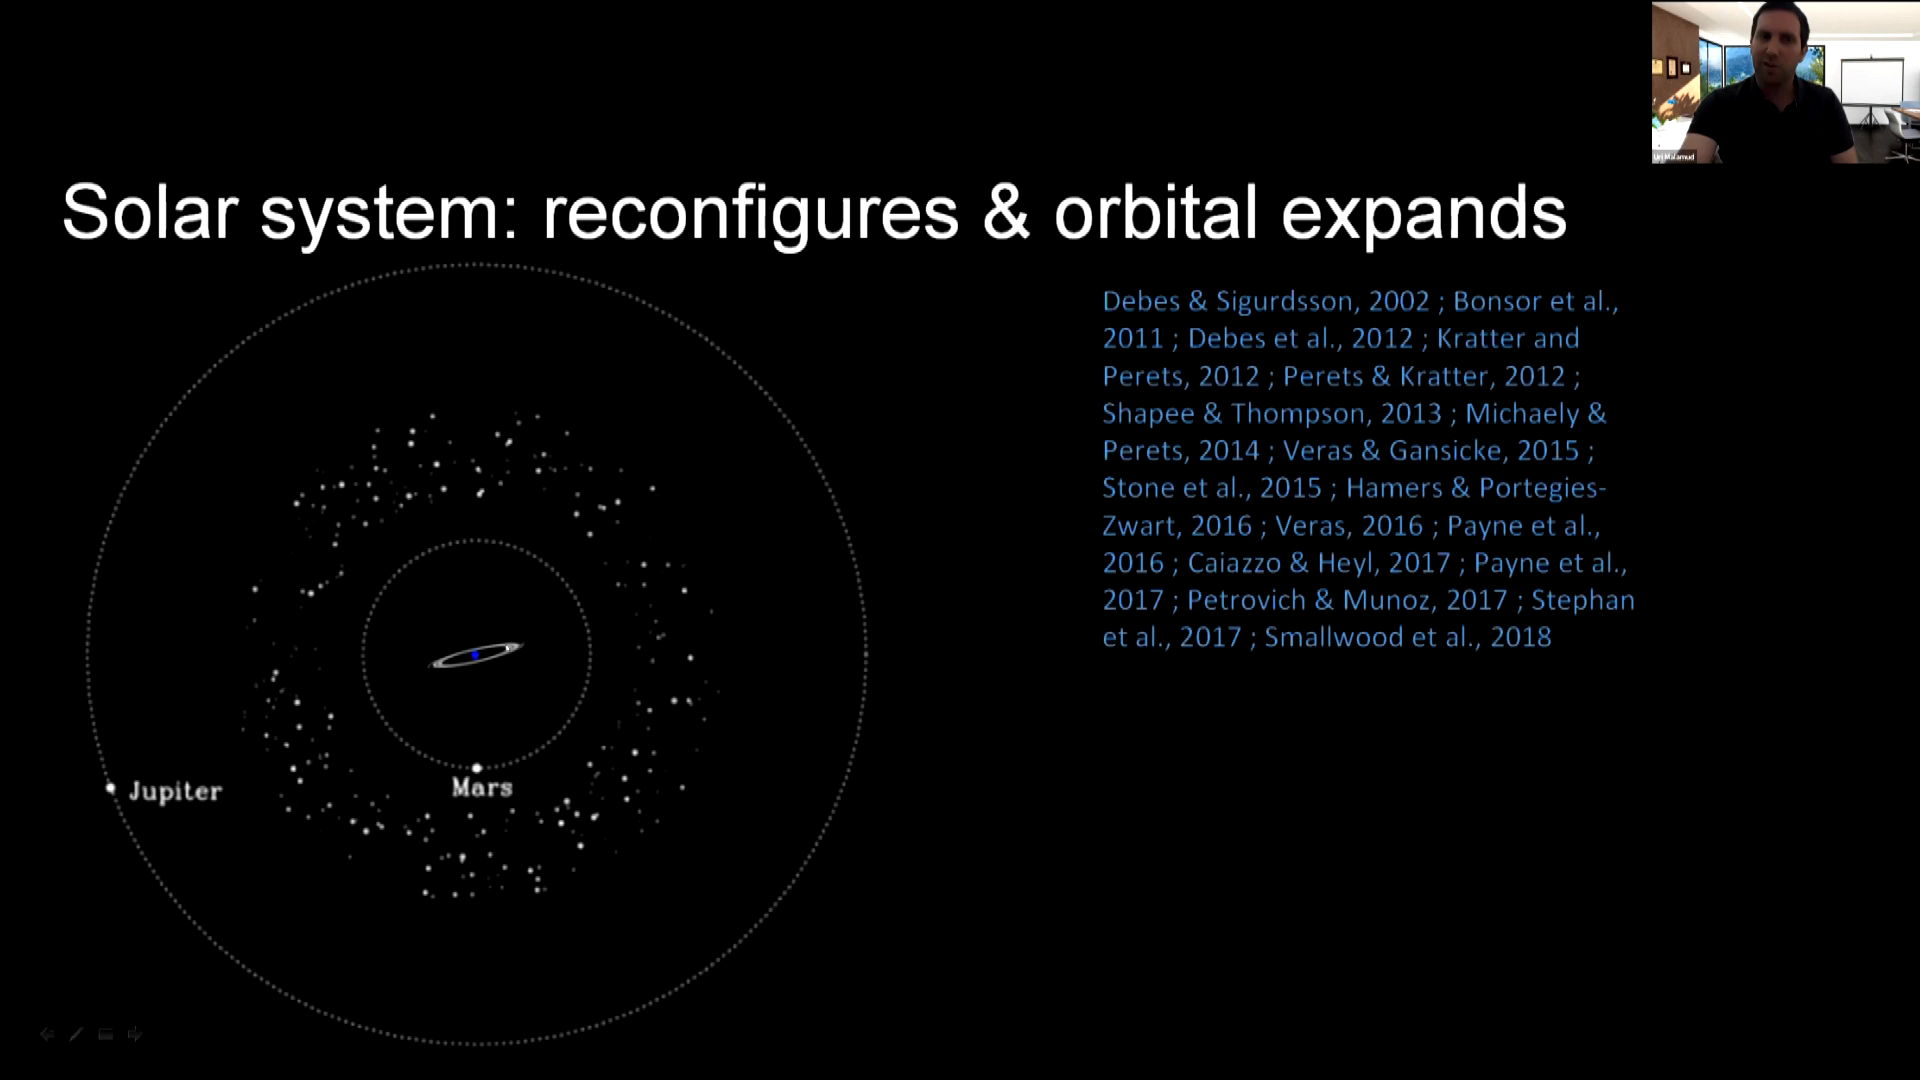 Uri Malamud
Solar system: reconfigures & orbital expands
Debes & Sigurdsson, 2002 ; Bonsor et al.,
2011 ; Debes et al., 2012 ; Kratter and
Perets, 2012 ; Perets & Kratter, 2012 ;
Shapee & Thompson, 2013 ; Michaely &
Perets, 2014 ; Veras & Gansicke, 2015 ;
Stone et al., 2015 ; Hamers & Portegies-
Zwart, 2016 ; Veras, 2016 ; Payne et al.,
2016 ; Caiazzo & Heyl, 2017 ; Payne et al.,
2017 ; Petrovich & Munoz, 2017 ; Stephan
et al., 2017 ; Smallwood et al., 2018
Mars
Jupiter